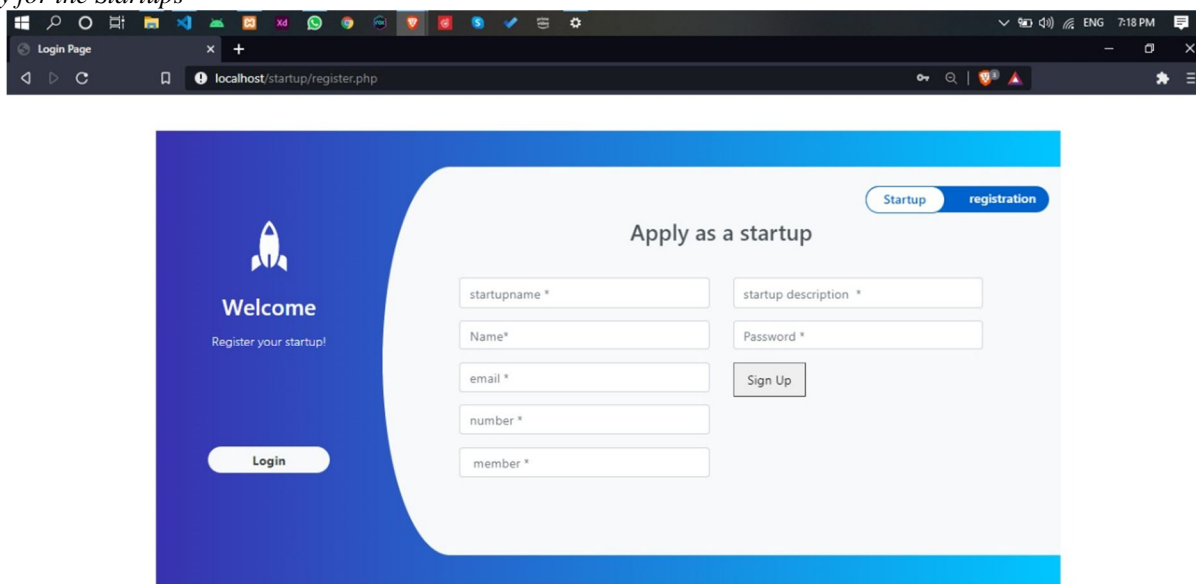 y for the Startups
ENG 7:18 PM
Login Page
localhost/startup/register.php
Startup registration
Apply as a startup
startupname * startup description *
Welcome
Name* Password *
Register your startup!
email * Sign Up
number *
Login
member *